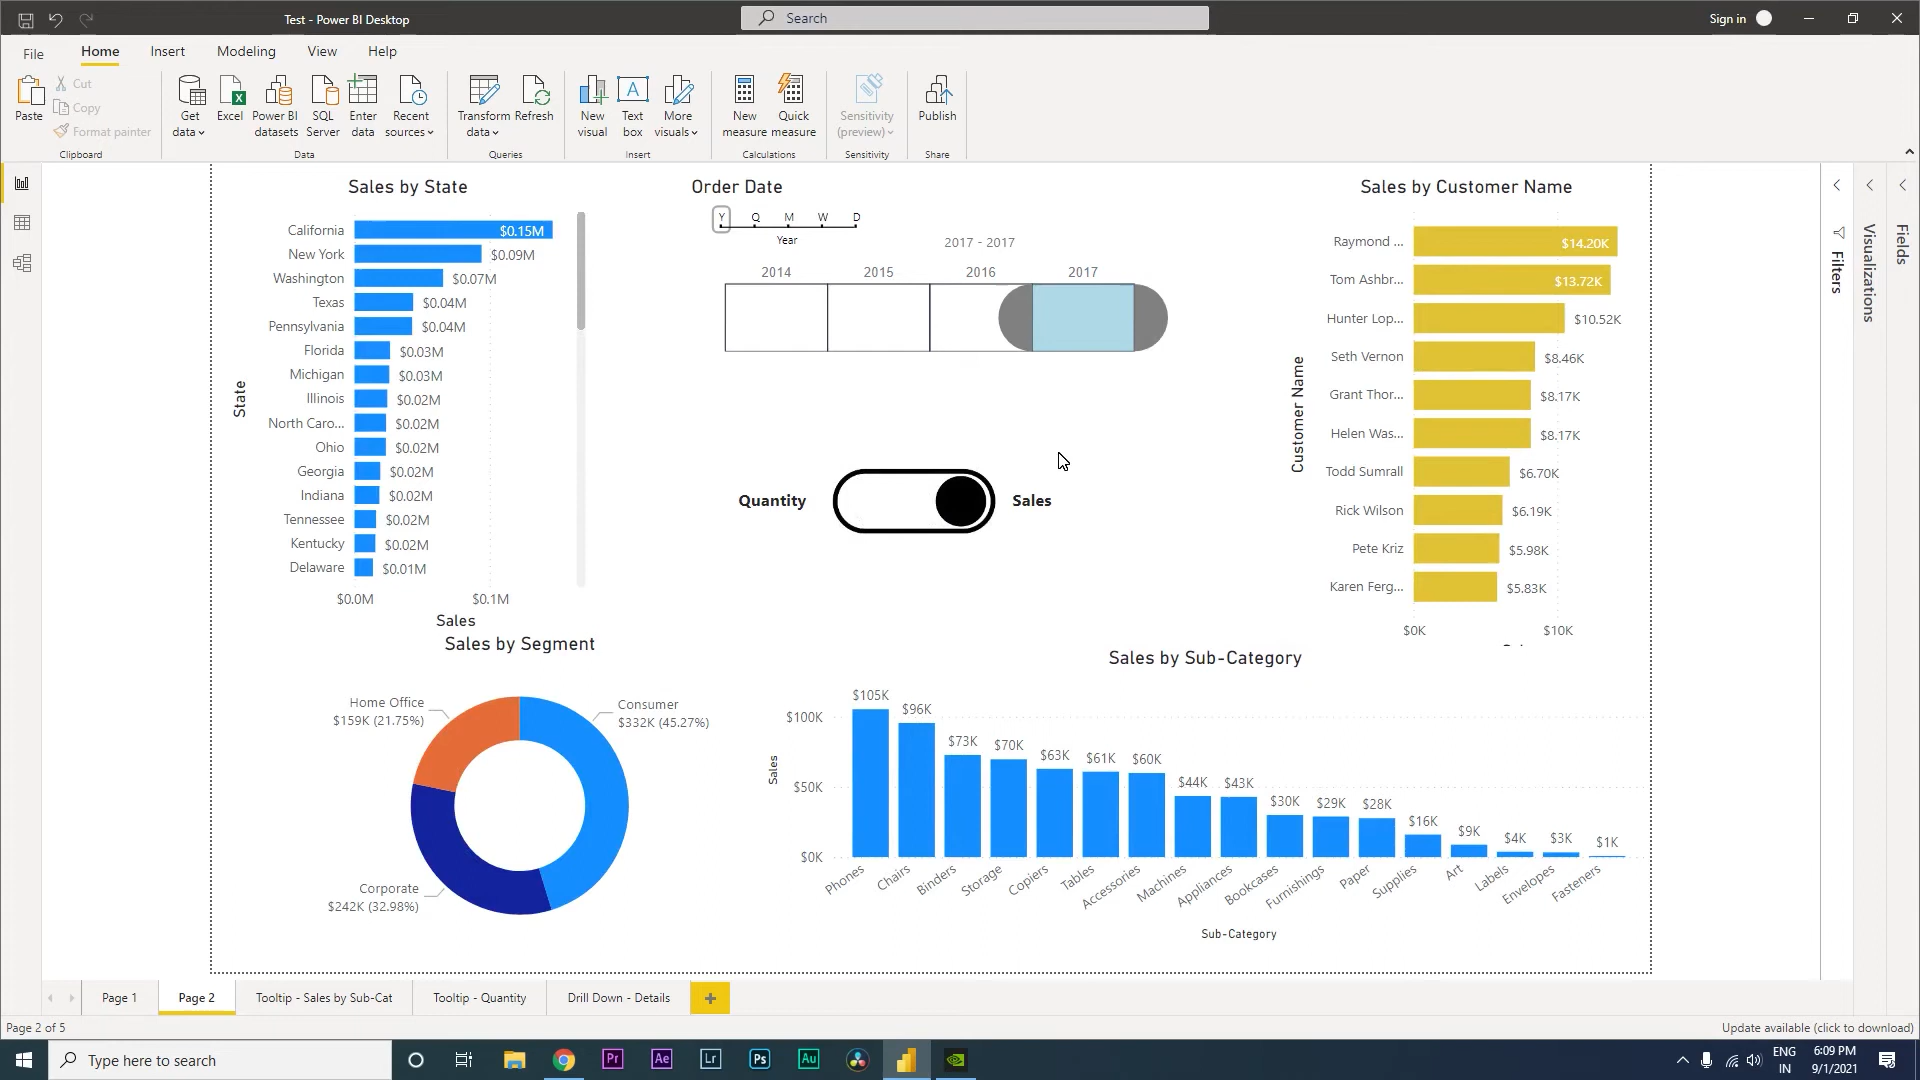 Test - Power BI Desktop
Search
Sign in
File
Home
Insert
Modeling
View
Help
Paste
Cut
Copy
Format painter
Clipboard
Get data
Excel
Power BI datasets
SQL Server
Enter data
Recent sources
Data
Transform data
Refresh
Queries
New visual
Text box
More visuals
Insert
New measure
Quick measure
Calculations
Sensitivity (preview)
Sensitivity
Publish
Share
Sales by State
State
California $0.15M
New York $0.09M
Washington $0.07M
Texas $0.04M
Pennsylvania $0.04M
Florida $0.03M
Michigan $0.03M
Illinois $0.02M
North Caro... $0.02M
Ohio $0.02M
Georgia $0.02M
Indiana $0.02M
Tennessee $0.02M
Kentucky $0.02M
Delaware $0.01M
$0.0M $0.1M
Sales
Order Date
Y Q M W D
Year
2017 - 2017
2014 2015 2016 2017
Quantity Sales
Sales by Customer Name
Customer Name
Raymond ... $14.20K
Tom Ashbr... $13.72K
Hunter Lop... $10.52K
Seth Vernon $8.46K
Grant Thor... $8.17K
Helen Was... $8.17K
Todd Sumrall $6.70K
Rick Wilson $6.19K
Pete Kriz $5.98K
Karen Ferg... $5.83K
$0K $10K
Filters
Visualizations
Fields
Sales by Segment
Home Office
$159K (21.75%)
Consumer
$332K (45.27%)
Corporate
$242K (32.98%)
Sales by Sub-Category
Sales
$100K
$50K
$0K
$105K $96K $73K $70K $63K $61K $60K $44K $43K $30K $29K $28K $16K $9K $4K $3K $1K
Phones Chairs Binders Storage Copiers Tables Accessories Machines Appliances Bookcases Furnishings Paper Supplies Art Labels Envelopes Fasteners
Sub-Category
Page 1
Page 2
Tooltip - Sales by Sub-Cat
Tooltip - Quantity
Drill Down - Details
+
Page 2 of 5
Update available (click to download)
Type here to search
Pr
Ae
Lr
Ps
Au
ENG
IN
6:09 PM
9/1/2021